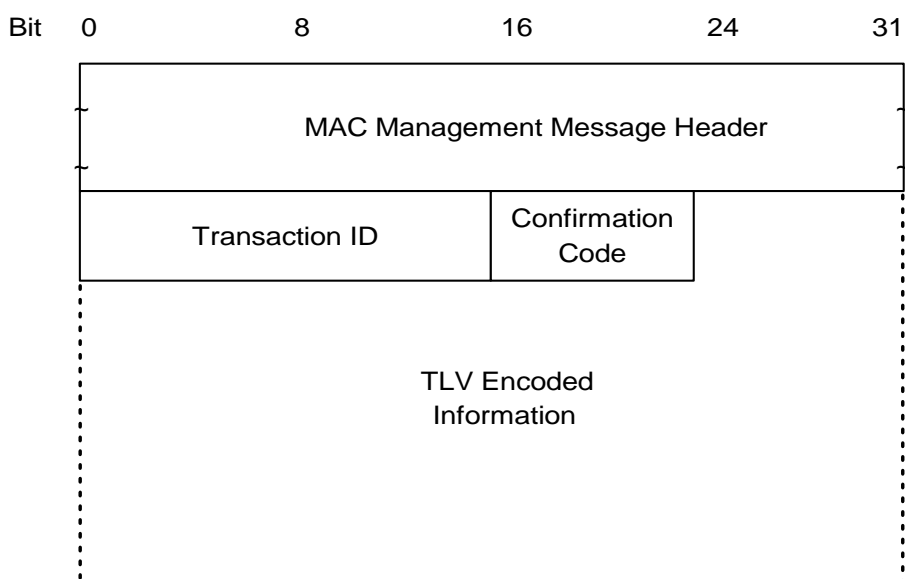 Bit 0 8 16 24 31
MAC Management Message Header
Transaction ID
Confirmation
Code
TLV Encoded
Information